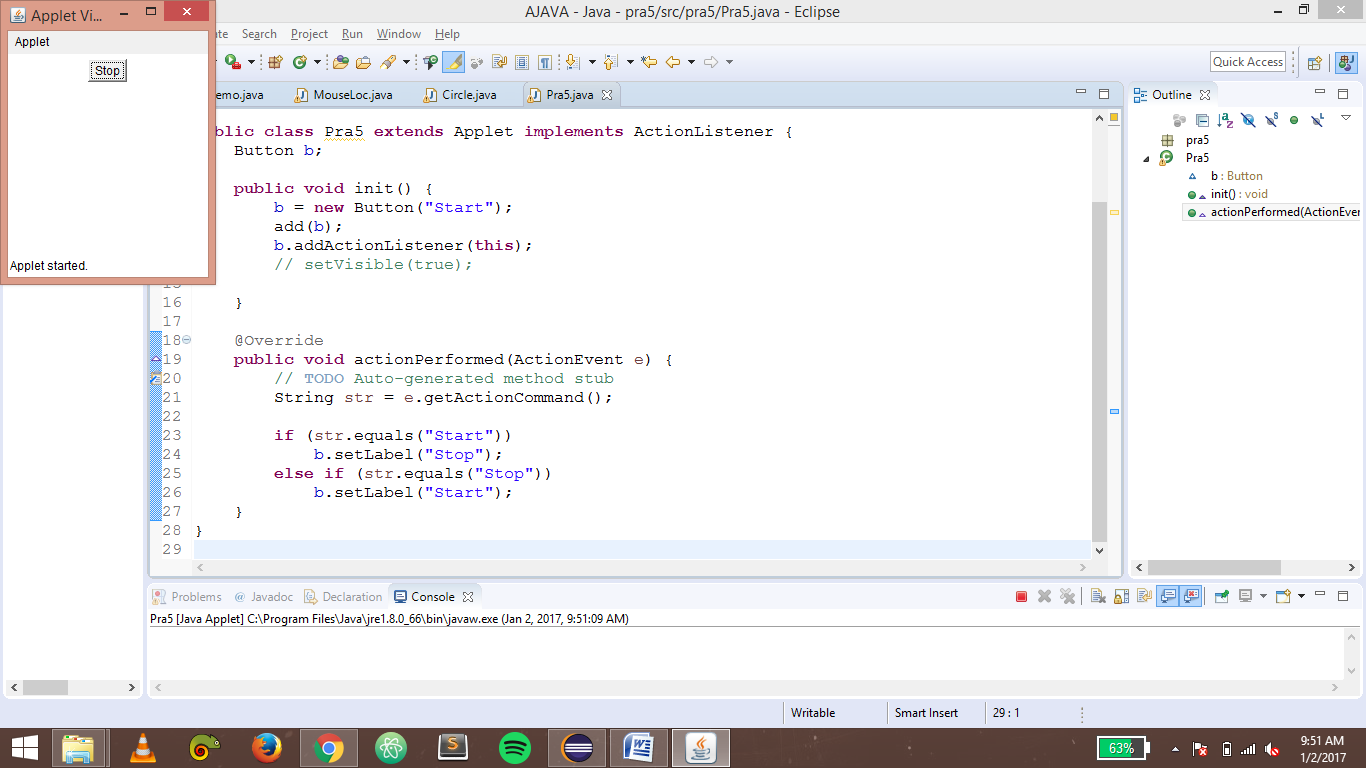 Applet Vi...
Applet
Stop
Applet started.
AJAVA - Java - pra5/src/pra5/Pra5.java - Eclipse
Search Project Run Window Help
Quick Access
MouseLoc.java
Circle.java
Pra5.java
class Pra5 extends Applet implements ActionListener {
Button b;
public void init() {
b = new Button("Start");
add(b);
b.addActionListener(this);
// setVisible(true);
16 }
17
18 @Override
19 public void actionPerformed(ActionEvent e) {
20 // TODO Auto-generated method stub
21 String str = e.getActionCommand();
22
23 if (str.equals("Start"))
24 b.setLabel("Stop");
25 else if (str.equals("Stop"))
26 b.setLabel("Start");
27 }
28 }
29
Outline
pra5
Pra5
b : Button
init() : void
actionPerformed(ActionEver
Problems @ Javadoc Declaration Console
Pra5 [Java Applet] C:\Program Files\Java\jre1.8.0_66\bin\javaw.exe (Jan 2, 2017, 9:51:09 AM)
Writable
Smart Insert
29 : 1
63%
9:51 AM
1/2/2017